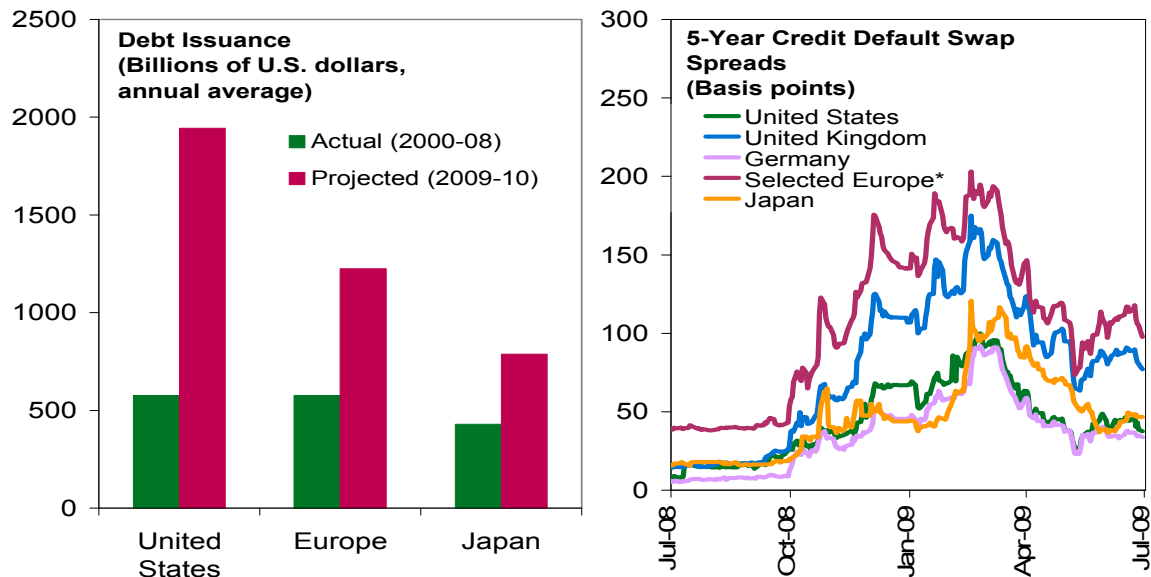 Debt Issuance
(Billions of U.S. dollars,
annual average)
Actual (2000-08)
Projected (2009-10)
2500
2000
1500
1000
500
0
United
States
Europe
Japan
5-Year Credit Default Swap
Spreads
(Basis points)
United States
United Kingdom
Germany
Selected Europe*
Japan
300
250
200
150
100
50
0
Jul-08
Oct-08
Jan-09
Apr-09
Jul-09